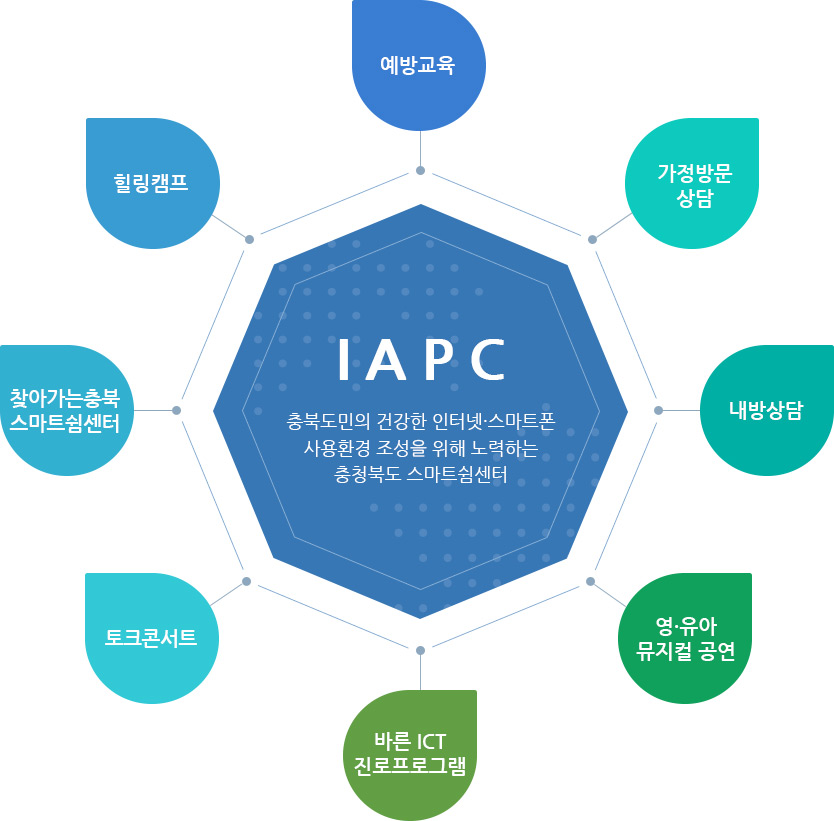 예방교육
힐링캠프
가정방문
상담
찾아가는충북
스마트쉼센터
IAPC
충북도민의 건강한 인터넷·스마트폰
사용환경 조성을 위해 노력하는
충청북도 스마트쉼센터
내방상담
토크콘서트
영·유아
뮤지컬 공연
바른 ICT
진로프로그램